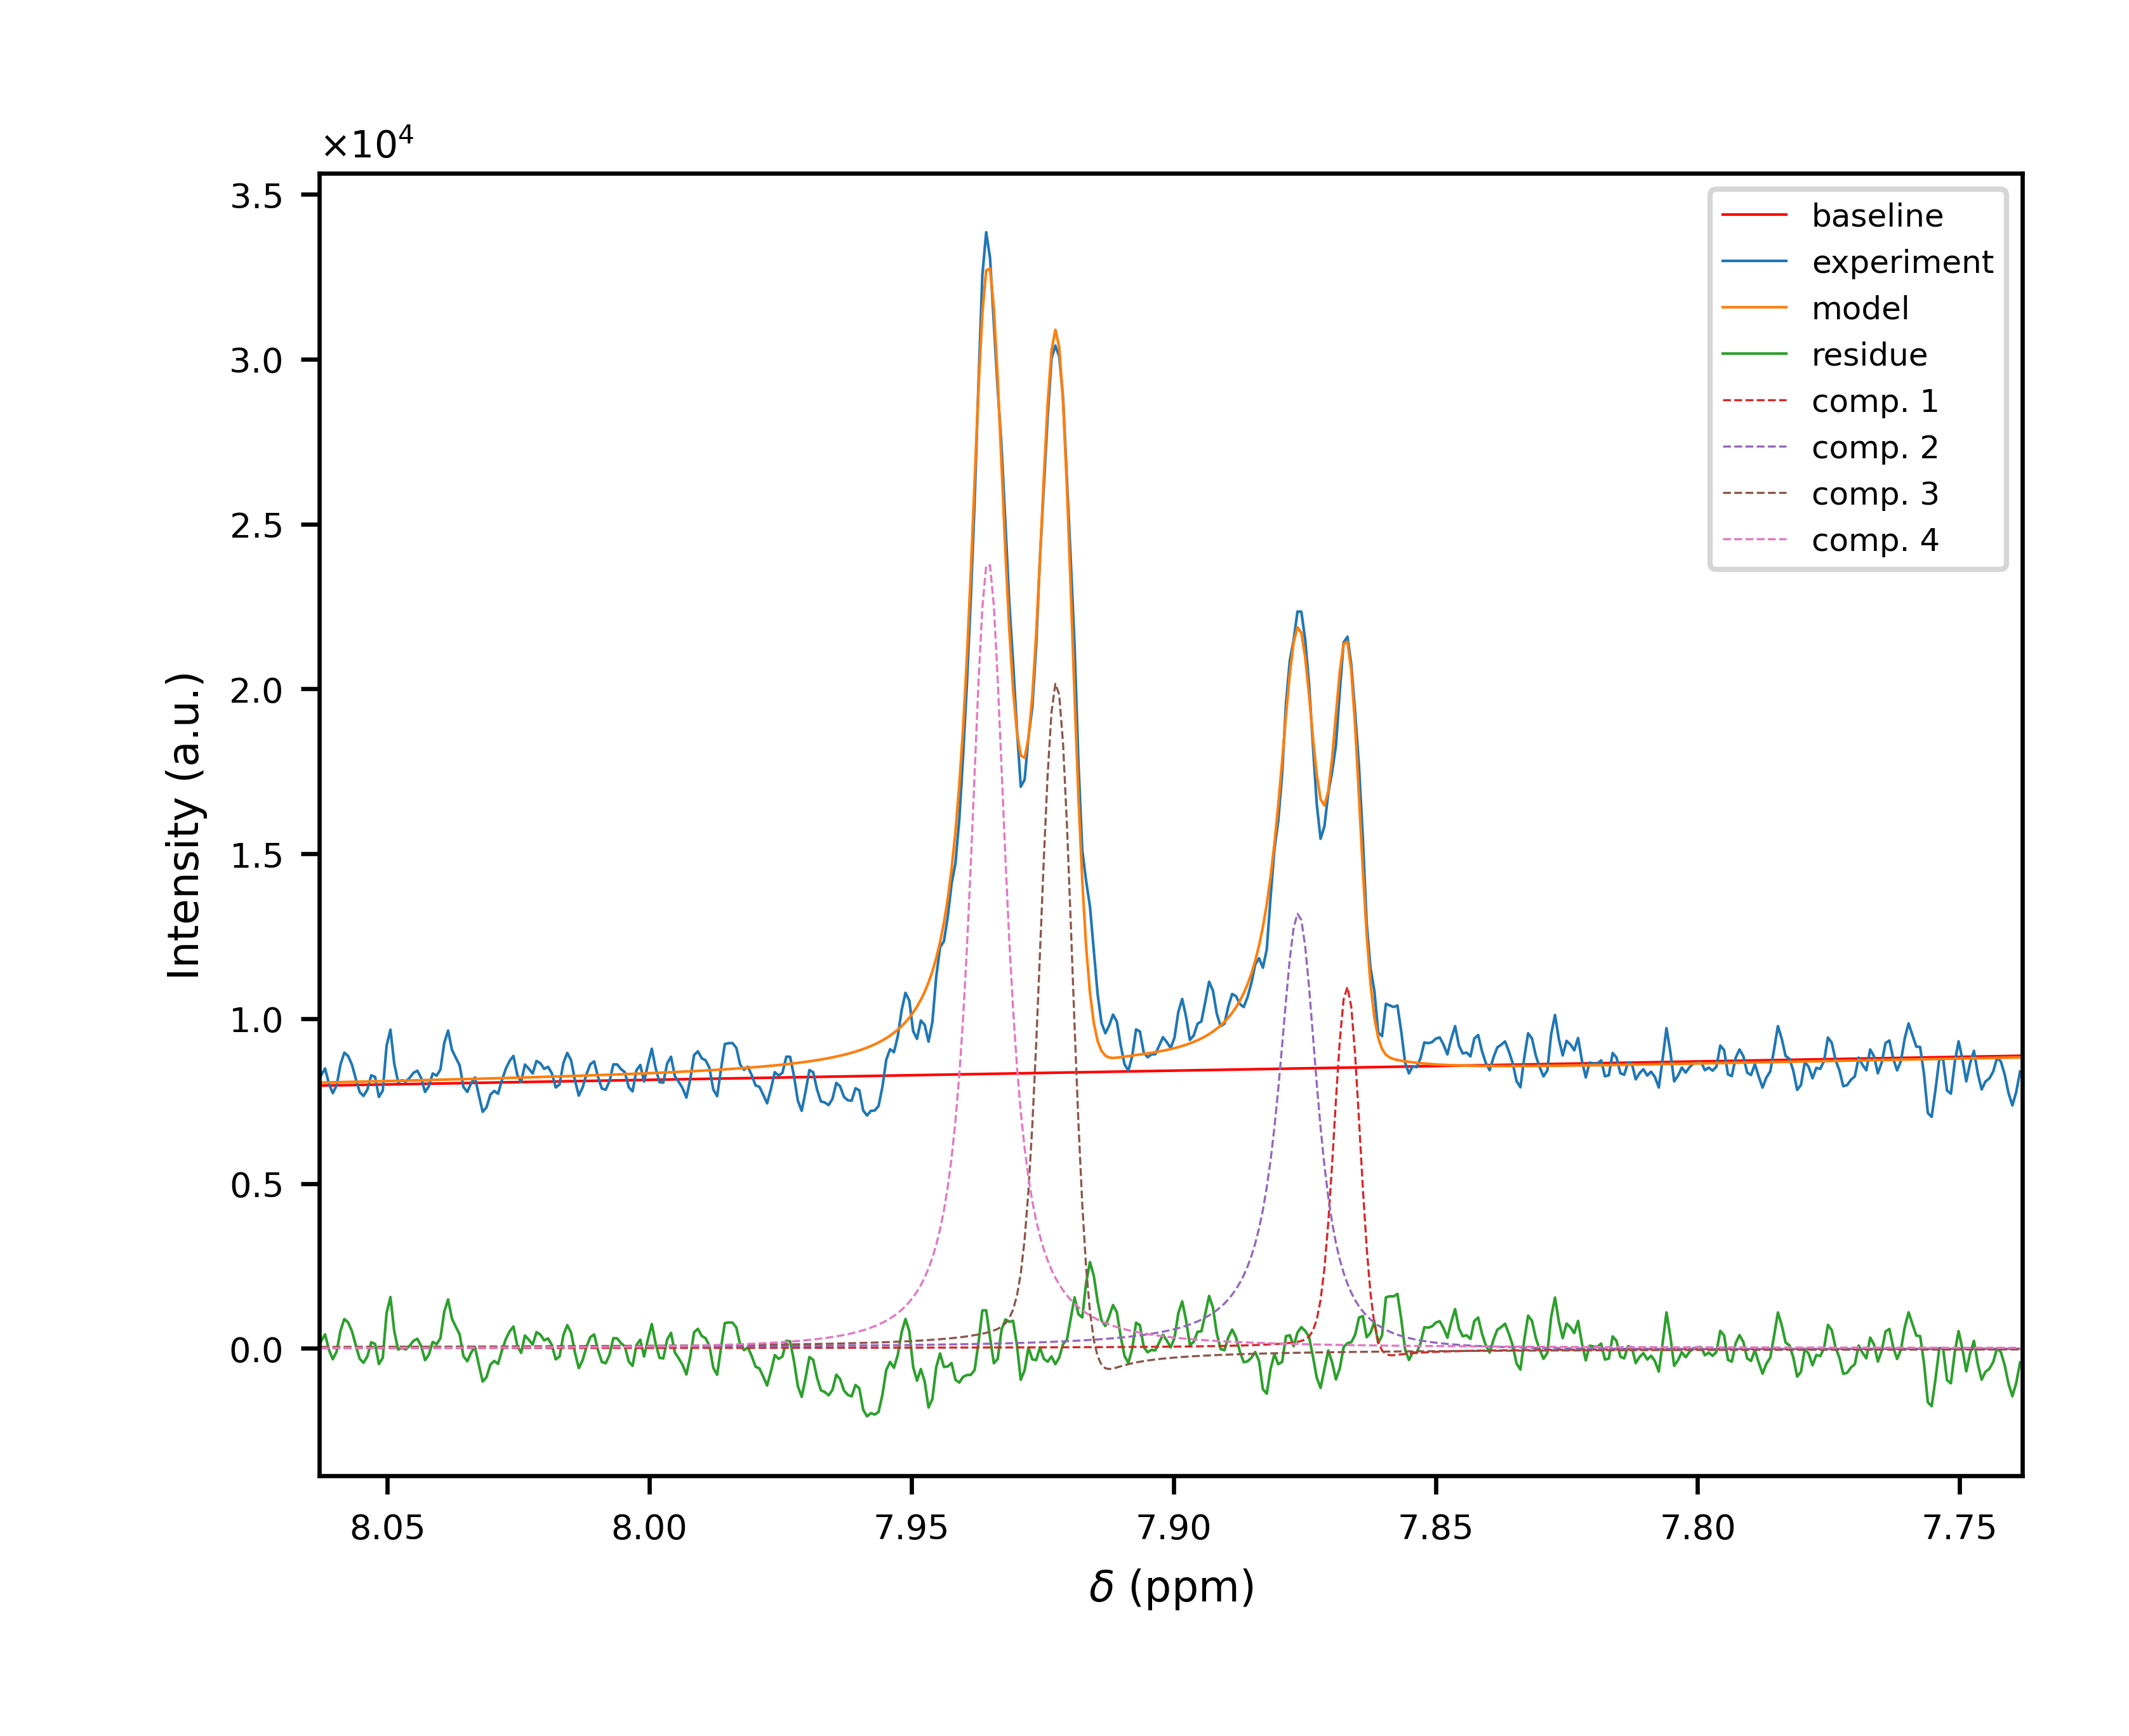 ×10⁴
3.5
3.0
2.5
2.0
1.5
1.0
0.5
0.0
Intensity (a.u.)
baseline
experiment
model
residue
comp. 1
comp. 2
comp. 3
comp. 4
8.05 8.00 7.95 7.90 7.85 7.80 7.75
δ (ppm)